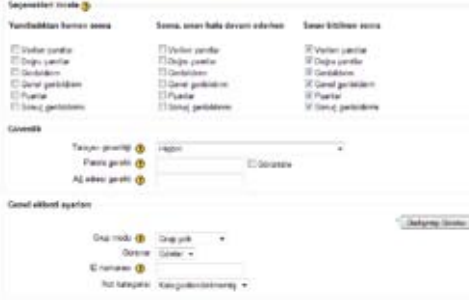 Seçenekleri incele
Yanıtladıktan hemen sonra
Sonra, sınav hala devam ederken
Sınav bittikten sonra
Verilen yanıtlar
Verilen yanıtlar
Verilen yanıtlar
Doğru yanıtlar
Doğru yanıtlar
Doğru yanıtlar
Geribildirim
Geribildirim
Geribildirim
Genel geribildirim
Genel geribildirim
Genel geribildirim
Puanlar
Puanlar
Puanlar
Sonuç geribildirimi
Sonuç geribildirimi
Sonuç geribildirimi
Güvenlik
Tarayıcı güvenliği
Hiçbiri
Parola gerekli
Ağ adresi gerekli
Genel eklenti ayarları
Gelişmiş Göster
Grup modu
Grup yok
Görünür
Göster
ID numarası
Not kategorisi
Kategorilendirilmemiş